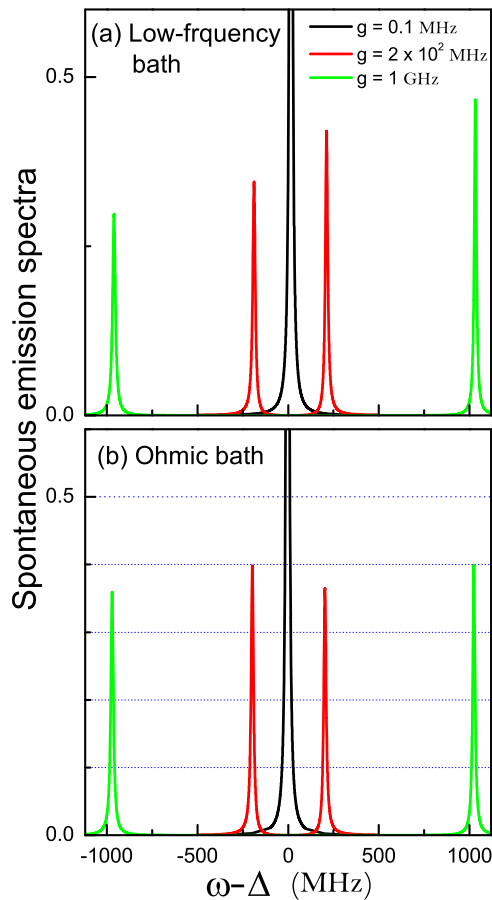 (a) Low-frquency
bath
g = 0.1 MHz
g = 2 x 10² MHz
g = 1 GHz
0.5
0.0
Spontaneous emission spectra
(b) Ohmic bath
0.5
0.0
-1000 -500 0 500 1000
ω-Δ (MHz)